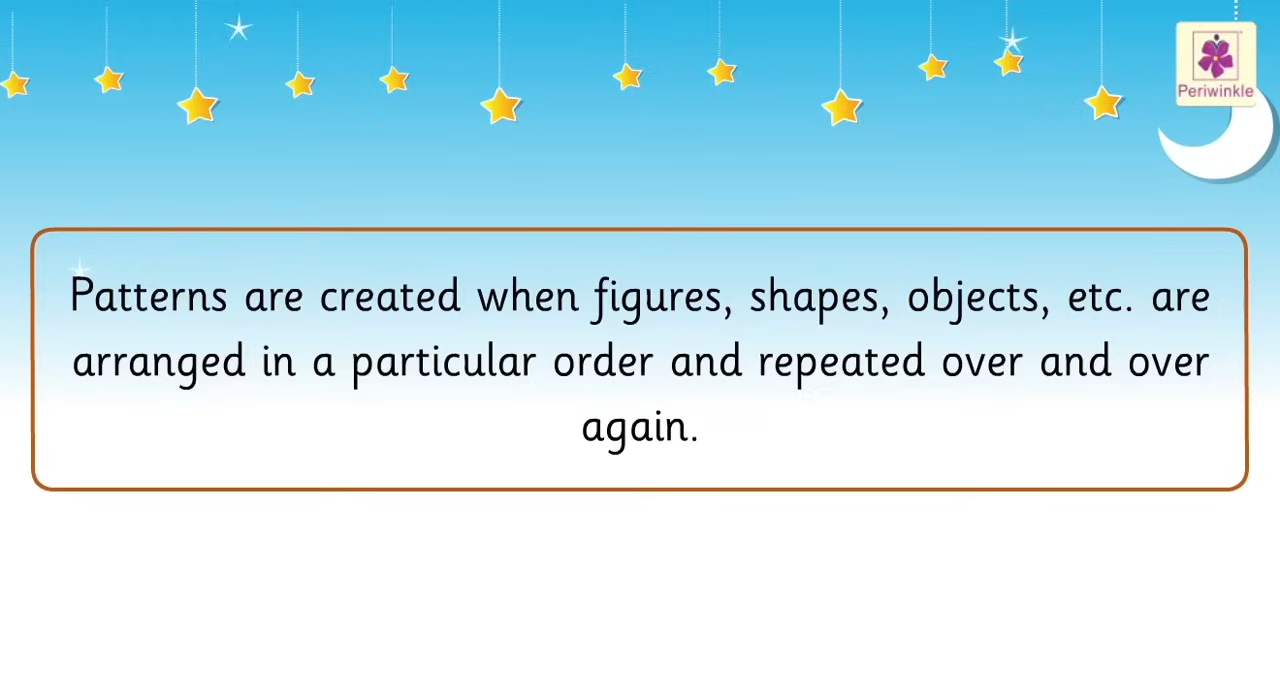 Periwinkle
Patterns are created when figures, shapes, objects, etc. are
arranged in a particular order and repeated over and over
again.